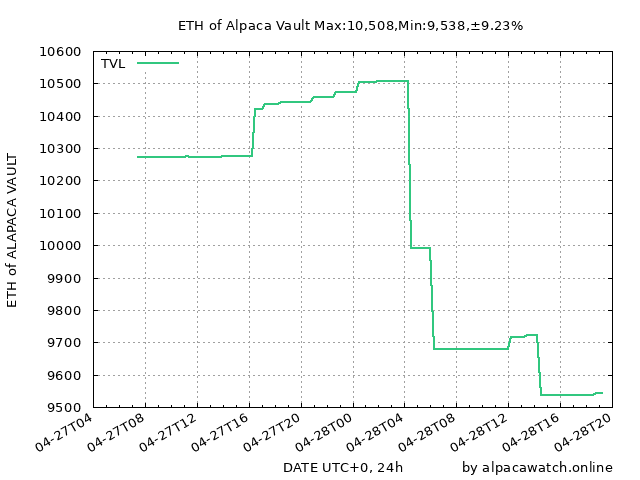 ETH of Alpaca Vault Max:10,508,Min:9,538,±9.23%
TVL
ETH of ALAPACA VAULT
10600
10500
10400
10300
10200
10100
10000
9900
9800
9700
9600
9500
04-27T04
04-27T08
04-27T12
04-27T16
04-27T20
04-28T00
04-28T04
04-28T08
04-28T12
04-28T16
04-28T20
DATE UTC+0, 24h
by alpacawatch.online